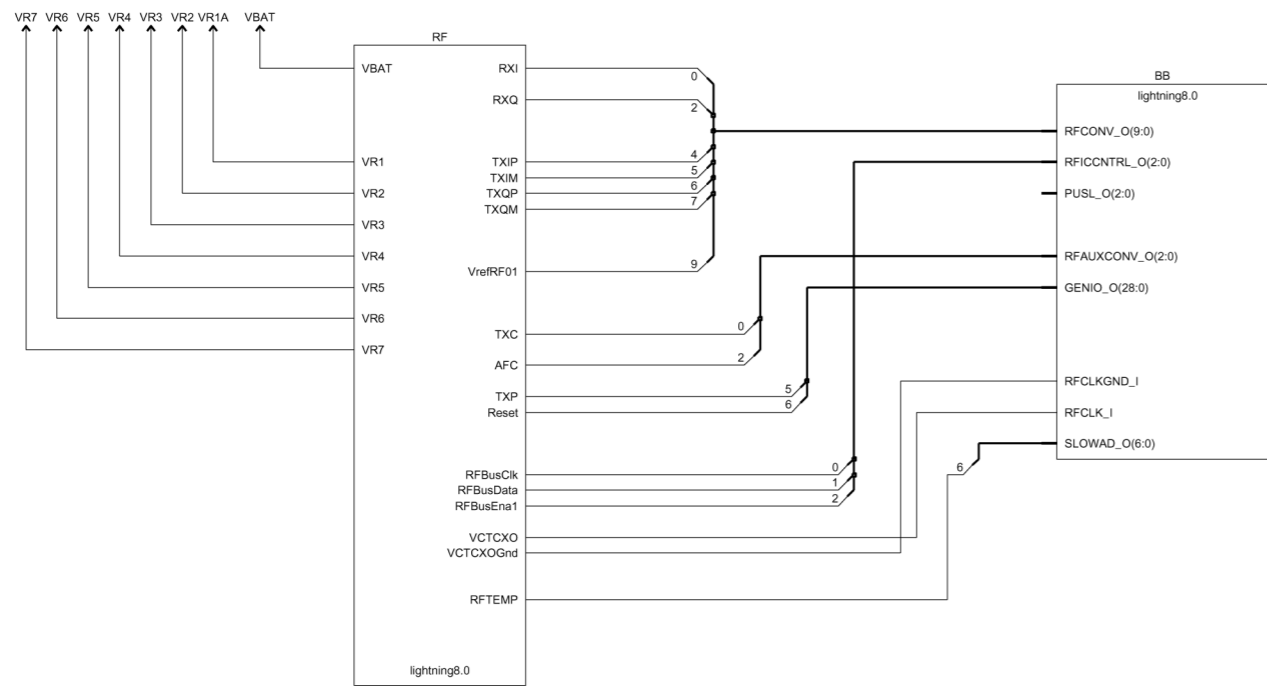 VR7 VR6 VR5 VR4 VR3 VR2 VR1A VBAT
RF
VBAT
VR1
VR2
VR3
VR4
VR5
VR6
VR7
RXI
RXQ
TXIP
TXIM
TXQP
TXQM
VrefRF01
TXC
AFC
TXP
Reset
RFBusClk
RFBusData
RFBusEna1
VCTCXO
VCTCXOGnd
RFTEMP
lightning8.0
0
2
4
5
6
7
9
0
2
5
6
0
1
2
6
BB
lightning8.0
RFCONV_O(9:0)
RFICCNTRL_O(2:0)
PUSL_O(2:0)
RFAUXCONV_O(2:0)
GENIO_O(28:0)
RFCLKGND_I
RFCLK_I
SLOWAD_O(6:0)